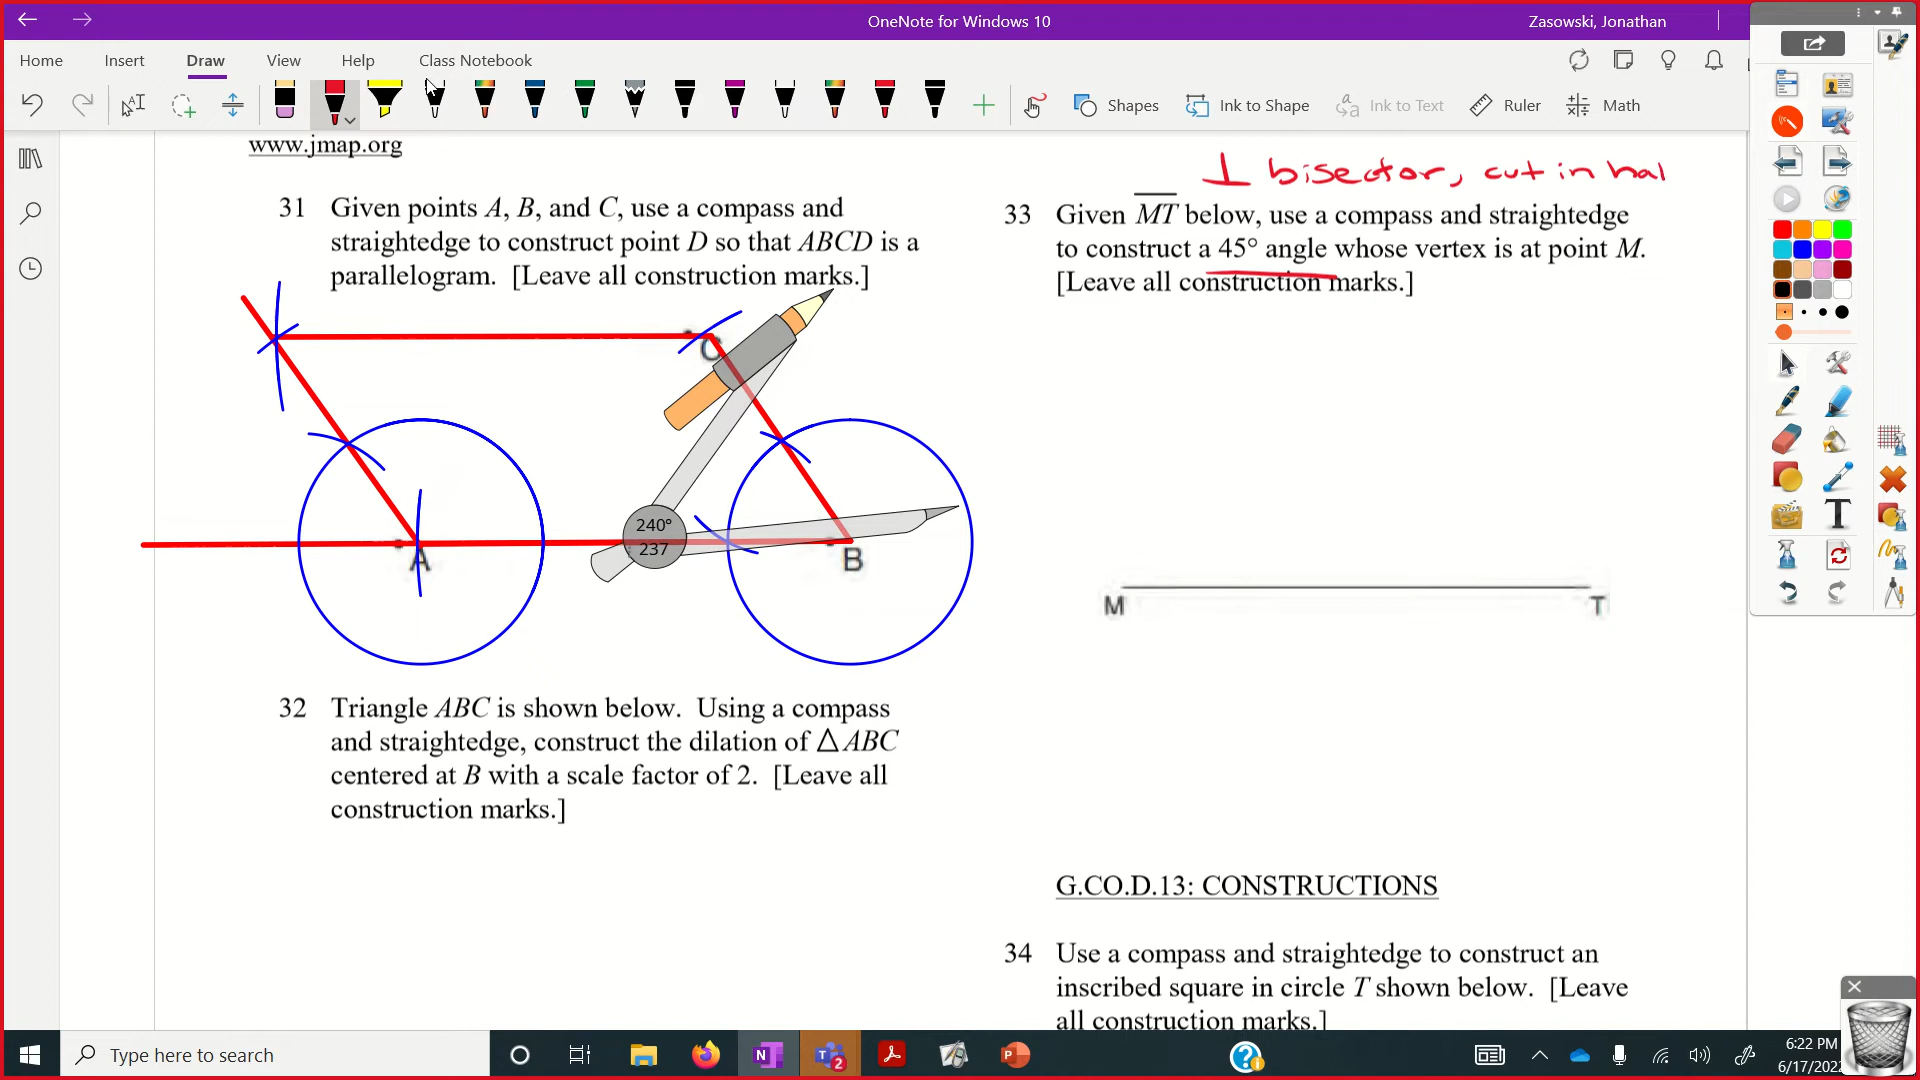 OneNote for Windows 10
Zasowski, Jonathan
Home Insert Draw View Help Class Notebook
Shapes Ink to Shape Ink to Text Ruler Math
www.jmap.org
31 Given points A, B, and C, use a compass and
straightedge to construct point D so that ABCD is a
parallelogram. [Leave all construction marks.]
C
A
B
240°
237
32 Triangle ABC is shown below. Using a compass
and straightedge, construct the dilation of △ABC
centered at B with a scale factor of 2. [Leave all
construction marks.]
⊥ bisector, cut in hal
33 Given MT below, use a compass and straightedge
to construct a 45° angle whose vertex is at point M.
[Leave all construction marks.]
M T
G.CO.D.13: CONSTRUCTIONS
34 Use a compass and straightedge to construct an
inscribed square in circle T shown below. [Leave
all construction marks.]
Type here to search
6:22 PM
6/17/202